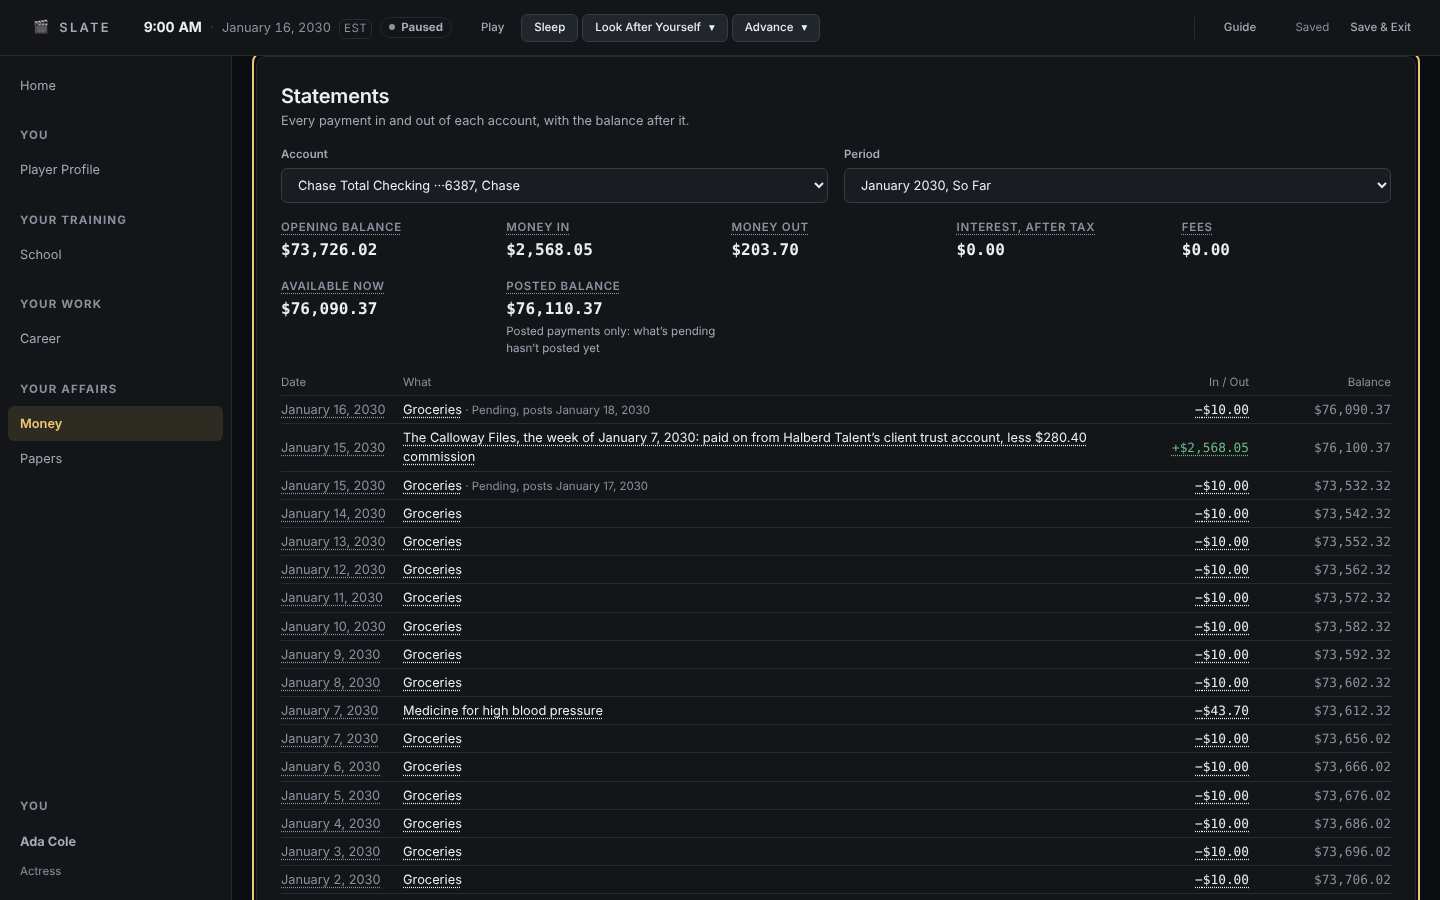 🎬 SLATE
9:00 AM · January 16, 2030 EST Paused Play Sleep Look After Yourself ▾ Advance ▾ Guide Saved Save & Exit
Home
YOU
Player Profile
YOUR TRAINING
School
YOUR WORK
Career
YOUR AFFAIRS
Money
Papers
YOU
Ada Cole
Actress
Statements
Every payment in and out of each account, with the balance after it.
Account Period
Chase Total Checking ···6387, Chase January 2030, So Far
OPENING BALANCE MONEY IN MONEY OUT INTEREST, AFTER TAX FEES
$73,726.02 $2,568.05 $203.70 $0.00 $0.00
AVAILABLE NOW POSTED BALANCE
$76,090.37 $76,110.37
Posted payments only: what's pending
hasn't posted yet
Date What In / Out Balance
January 16, 2030 Groceries · Pending, posts January 18, 2030 −$10.00 $76,090.37
The Calloway Files, the week of January 7, 2030: paid on from Halberd Talent's client trust account, less $280.40
January 15, 2030 commission +$2,568.05 $76,100.37
January 15, 2030 Groceries · Pending, posts January 17, 2030 −$10.00 $73,532.32
January 14, 2030 Groceries −$10.00 $73,542.32
January 13, 2030 Groceries −$10.00 $73,552.32
January 12, 2030 Groceries −$10.00 $73,562.32
January 11, 2030 Groceries −$10.00 $73,572.32
January 10, 2030 Groceries −$10.00 $73,582.32
January 9, 2030 Groceries −$10.00 $73,592.32
January 8, 2030 Groceries −$10.00 $73,602.32
January 7, 2030 Medicine for high blood pressure −$43.70 $73,612.32
January 7, 2030 Groceries −$10.00 $73,656.02
January 6, 2030 Groceries −$10.00 $73,666.02
January 5, 2030 Groceries −$10.00 $73,676.02
January 4, 2030 Groceries −$10.00 $73,686.02
January 3, 2030 Groceries −$10.00 $73,696.02
January 2, 2030 Groceries −$10.00 $73,706.02